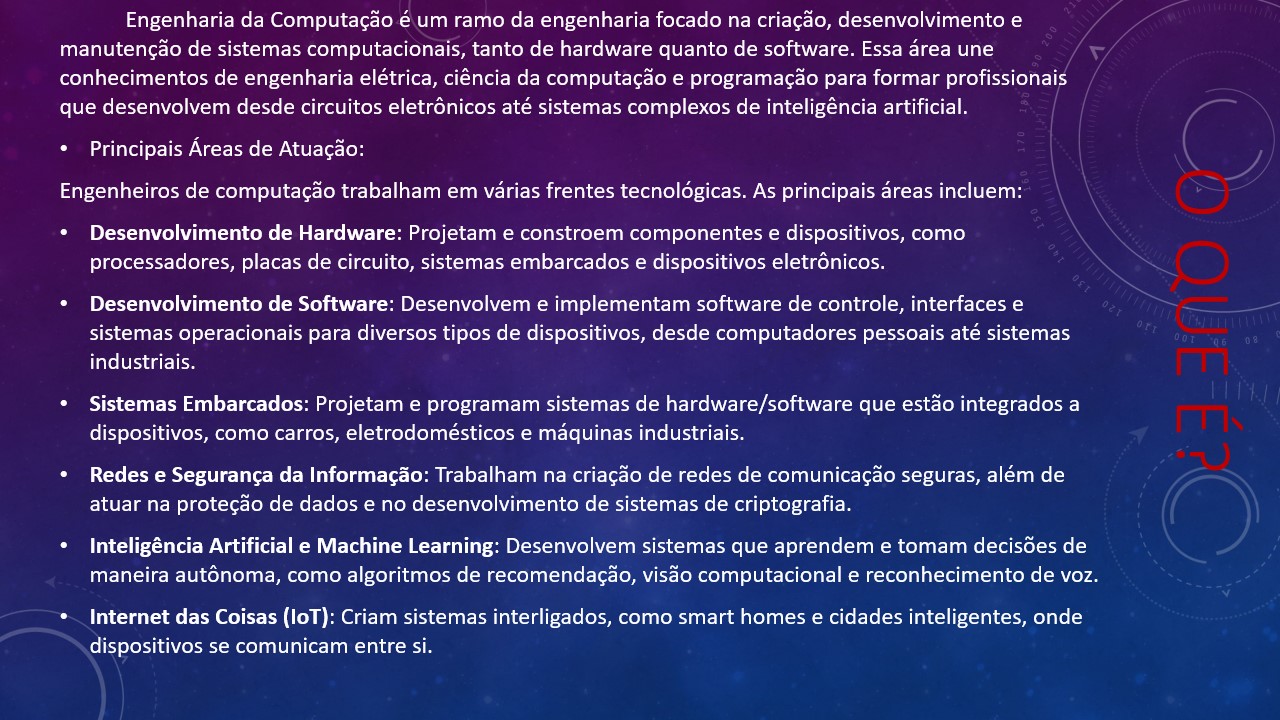 Engenharia da Computação é um ramo da engenharia focado na criação, desenvolvimento e
manutenção de sistemas computacionais, tanto de hardware quanto de software. Essa área une
conhecimentos de engenharia elétrica, ciência da computação e programação para formar profissionais
que desenvolvem desde circuitos eletrônicos até sistemas complexos de inteligência artificial.
• Principais Áreas de Atuação:
Engenheiros de computação trabalham em várias frentes tecnológicas. As principais áreas incluem:
• Desenvolvimento de Hardware: Projetam e constroem componentes e dispositivos, como
processadores, placas de circuito, sistemas embarcados e dispositivos eletrônicos.
• Desenvolvimento de Software: Desenvolvem e implementam software de controle, interfaces e
sistemas operacionais para diversos tipos de dispositivos, desde computadores pessoais até sistemas
industriais.
• Sistemas Embarcados: Projetam e programam sistemas de hardware/software que estão integrados a
dispositivos, como carros, eletrodomésticos e máquinas industriais.
• Redes e Segurança da Informação: Trabalham na criação de redes de comunicação seguras, além de
atuar na proteção de dados e no desenvolvimento de sistemas de criptografia.
• Inteligência Artificial e Machine Learning: Desenvolvem sistemas que aprendem e tomam decisões de
maneira autônoma, como algoritmos de recomendação, visão computacional e reconhecimento de voz.
• Internet das Coisas (IoT): Criam sistemas interligados, como smart homes e cidades inteligentes, onde
dispositivos se comunicam entre si.
O QUE É?